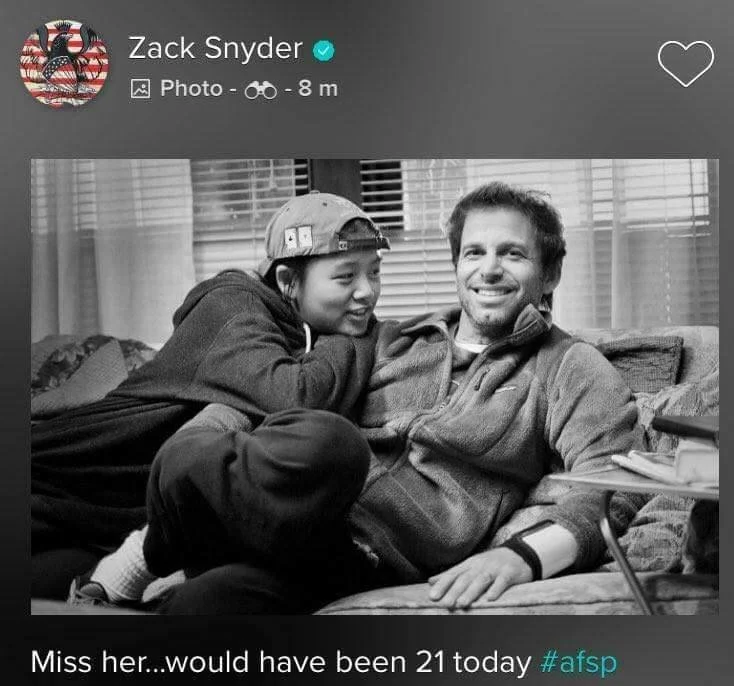 Zack Snyder
Photo - - 8 m
Miss her...would have been 21 today #afsp